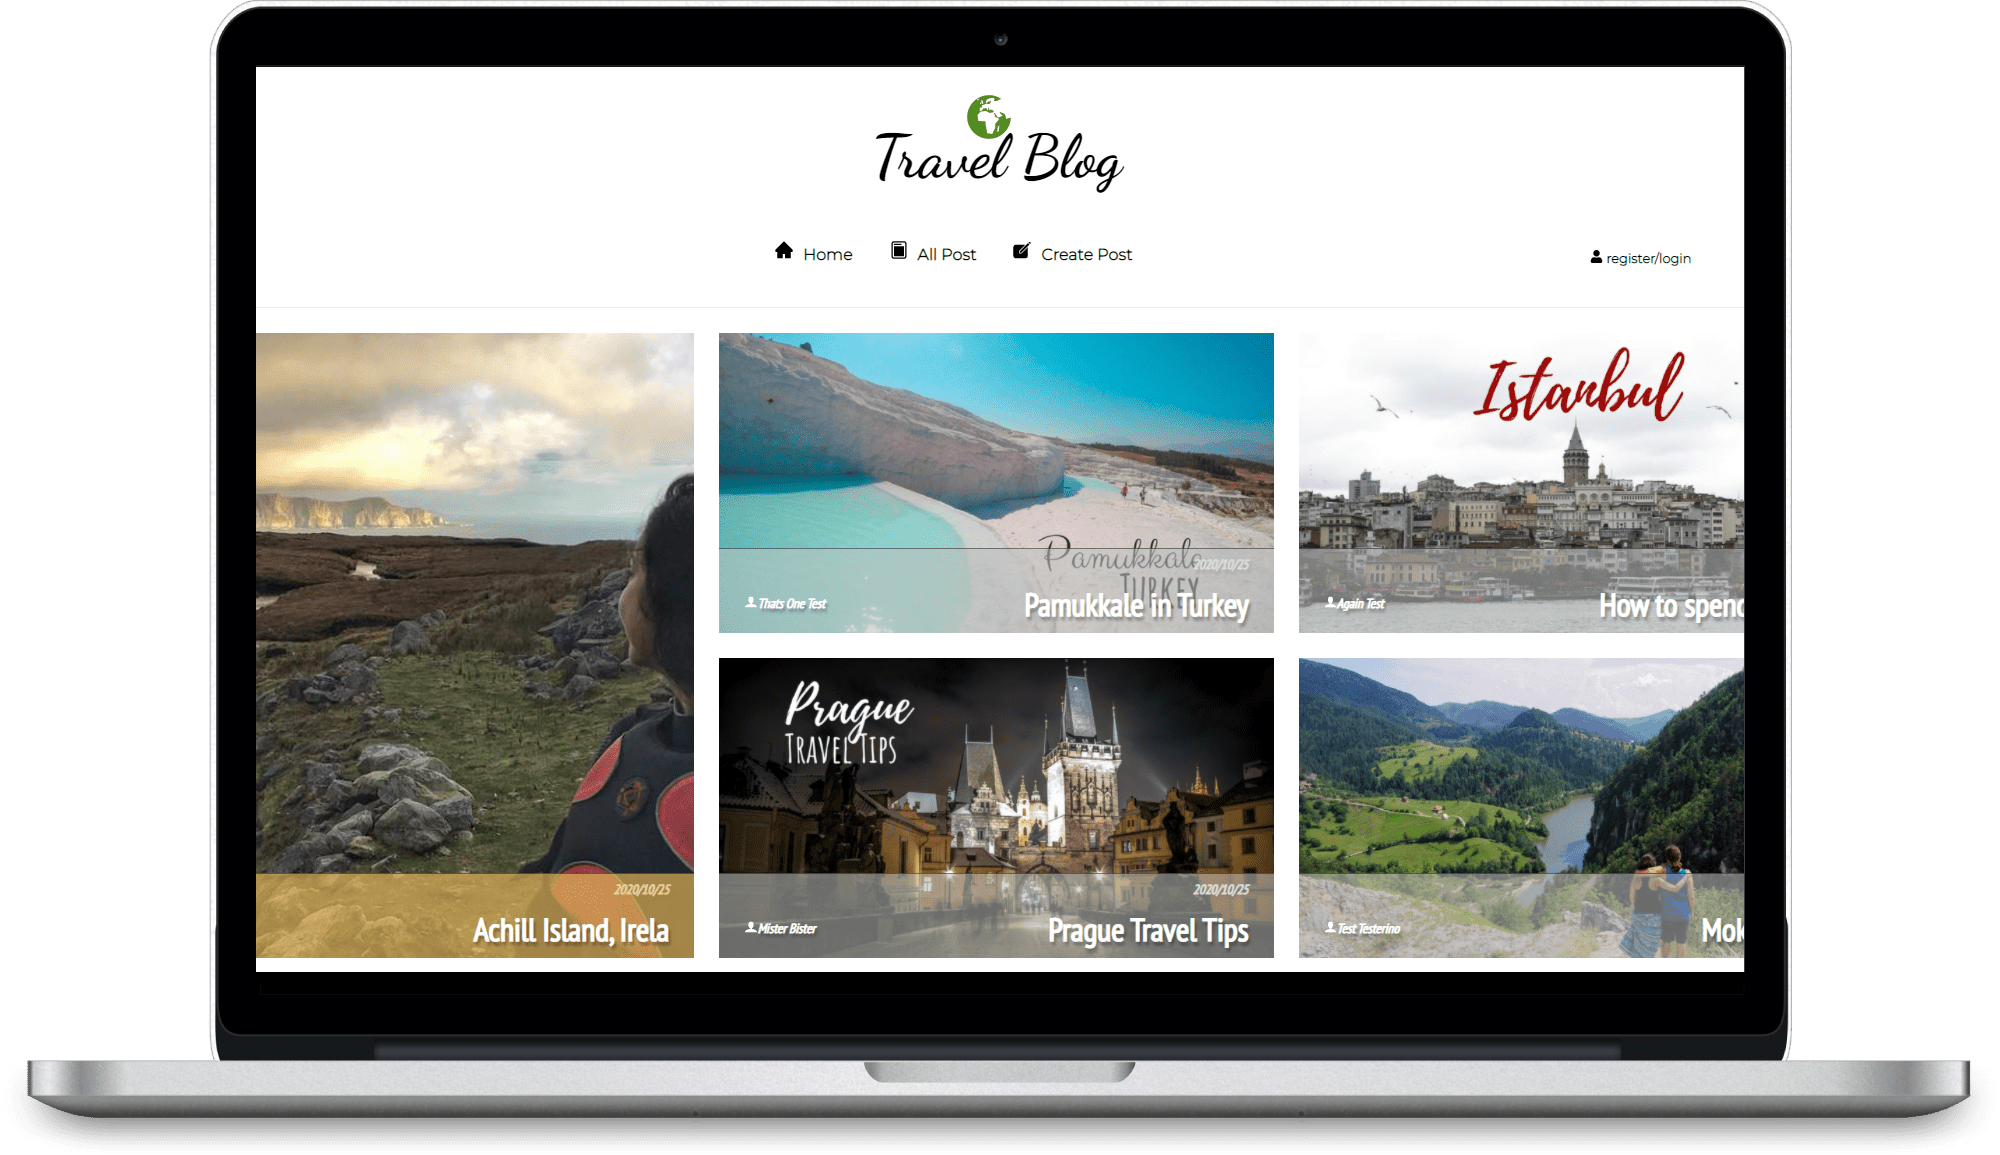 Travel Blog
Home
All Post
Create Post
register/login
2020/10/25
Achill Island, Irela
Pamukkale
TURKEY
2020/10/25
Thats One Test
Pamukkale in Turkey
Istanbul
Again Test
How to spend
Prague
TRAVEL TIPS
2020/10/25
Mister Bister
Prague Travel Tips
Test Testerino
Mok